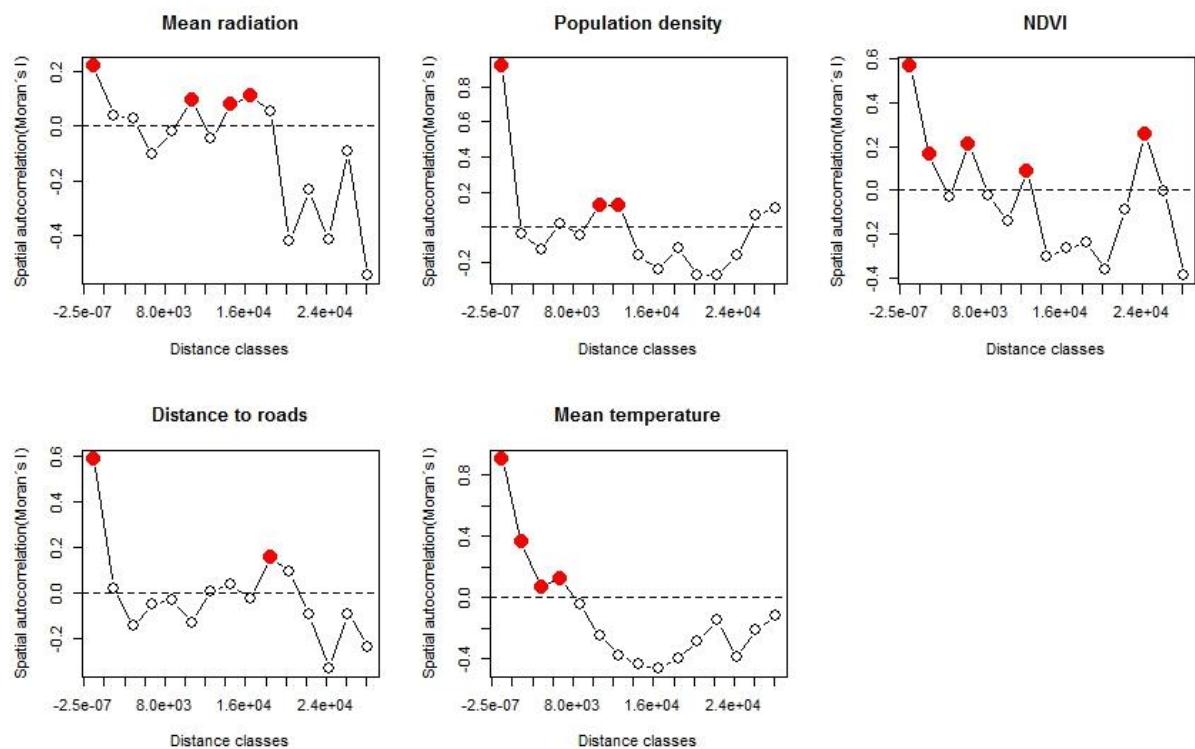 Mean radiation
Spatial autocorrelation(Moran´s I)
0.2
0.0
-0.2
-0.4
-2.5e-07 8.0e+03 1.6e+04 2.4e+04
Distance classes
Population density
Spatial autocorrelation(Moran´s I)
0.8
0.6
0.4
0.2
-0.2
-2.5e-07 8.0e+03 1.6e+04 2.4e+04
Distance classes
NDVI
Spatial autocorrelation(Moran´s I)
0.6
0.4
0.2
0.0
-0.2
-0.4
-2.5e-07 8.0e+03 1.6e+04 2.4e+04
Distance classes
Distance to roads
Spatial autocorrelation(Moran´s I)
0.6
0.4
0.2
0.0
-0.2
-2.5e-07 8.0e+03 1.6e+04 2.4e+04
Distance classes
Mean temperature
Spatial autocorrelation(Moran´s I)
0.8
0.4
0.0
-0.4
-2.5e-07 8.0e+03 1.6e+04 2.4e+04
Distance classes